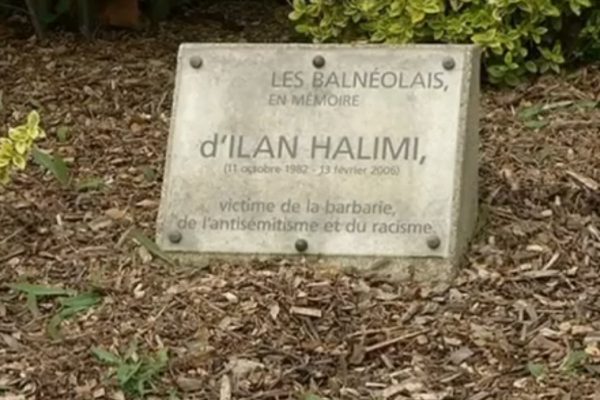 LES BALNÉOLAIS,
EN MÉMOIRE
d'ILAN HALIMI,
(11 octobre 1982 - 13 février 2006)
victime de la barbarie,
de l'antisémitisme et du racisme